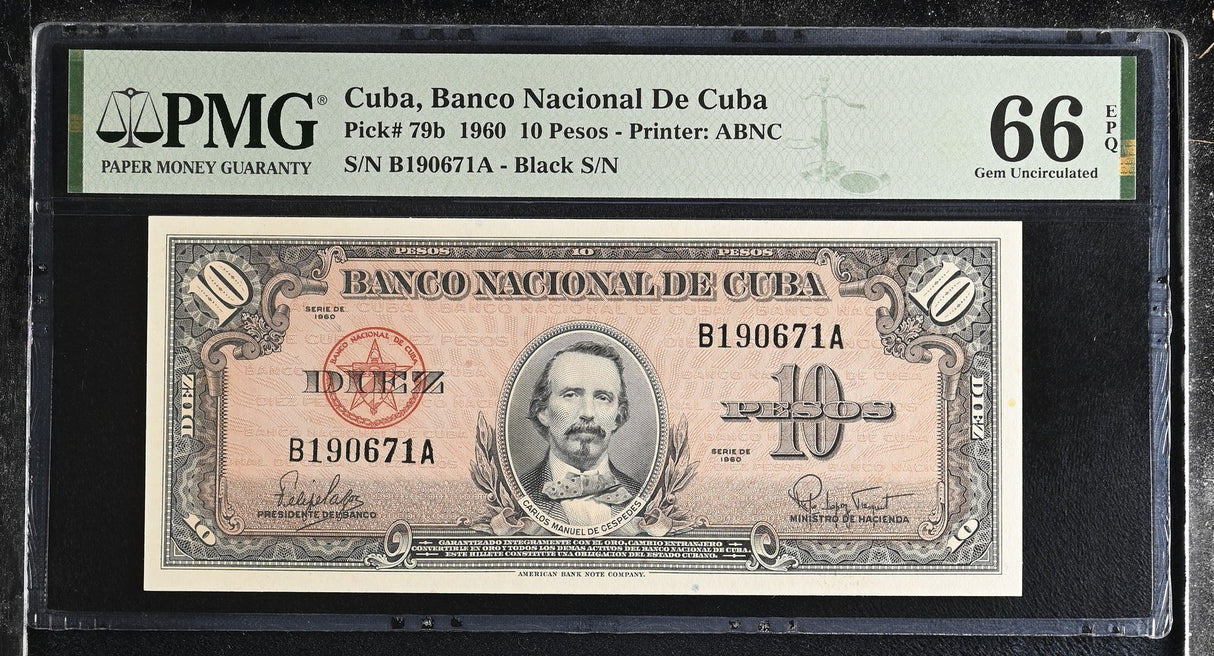 PMG®
PAPER MONEY GUARANTY
Cuba, Banco Nacional De Cuba
Pick# 79b 1960 10 Pesos - Printer: ABNC
S/N B190671A - Black S/N
66
EPQ
Gem Uncirculated
PESOS 10 PESOS
10
BANCO NACIONAL DE CUBA
10
SERIE DE
1960
BANCO NACIONAL DE CUBA
DIEZ
B190671A
10
PESOS
DIEZ
DIEZ
B190671A
SERIE DE
1960
PRESIDENTE DEL BANCO
CARLOS MANUEL DE CESPEDES
MINISTRO DE HACIENDA
10
10
GARANTIZADO INTEGRAMENTE CON EL ORO, CAMBIO EXTRANJERO
CONVERTIBLE EN ORO Y TODOS LOS DEMAS ACTIVOS DEL BANCO NACIONAL DE CUBA.
ESTE BILLETE CONSTITUYE UNA OBLIGACION DEL ESTADO CUBANO.
AMERICAN BANK NOTE COMPANY.